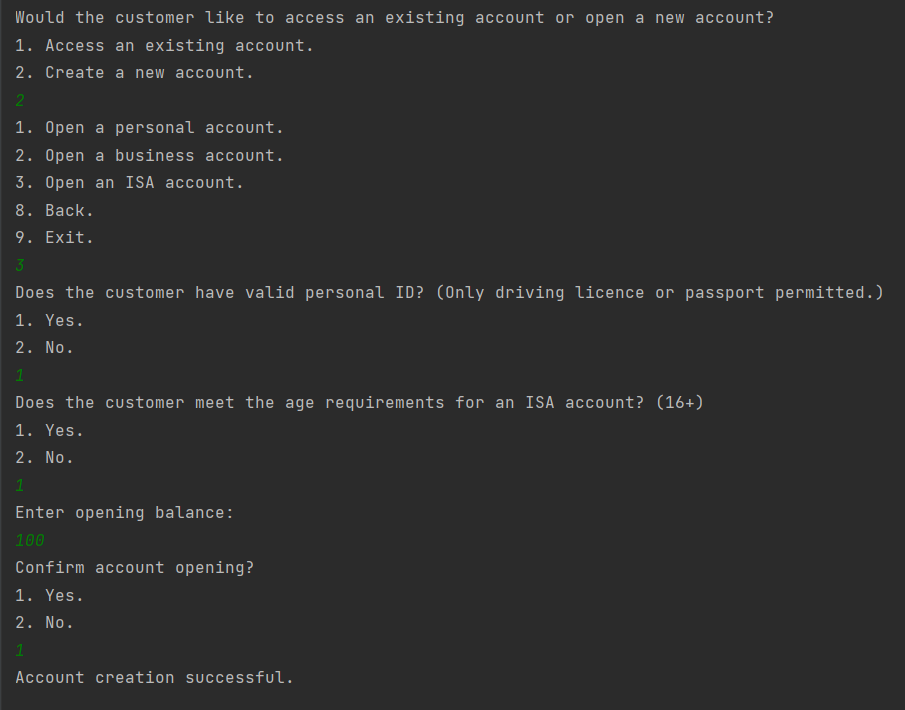 Would the customer like to access an existing account or open a new account?
1. Access an existing account.
2. Create a new account.
2
1. Open a personal account.
2. Open a business account.
3. Open an ISA account.
8. Back.
9. Exit.
3
Does the customer have valid personal ID? (Only driving licence or passport permitted.)
1. Yes.
2. No.
1
Does the customer meet the age requirements for an ISA account? (16+)
1. Yes.
2. No.
1
Enter opening balance:
100
Confirm account opening?
1. Yes.
2. No.
1
Account creation successful.